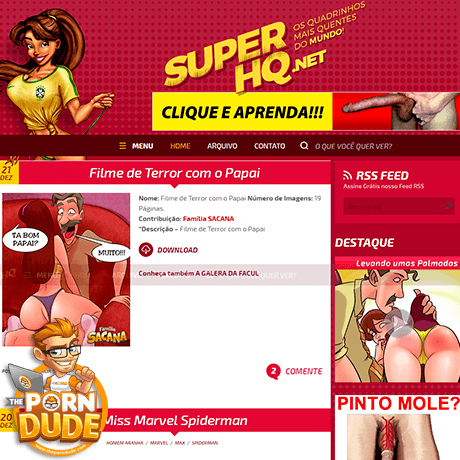 SUPER
HQ.NET
OS QUADRINHOS
MAIS QUENTES
DO MUNDO!
CLIQUE E APRENDA!!!
MENU HOME ARQUIVO CONTATO O QUE VOCÊ QUER VER?
21
DEZ
Filme de Terror com o Papai
Nome: Filme de Terror com o Papai Número de Imagens: 19
Páginas.
Contribuição: Família SACANA
"Descrição – Filme de Terror com o Papai
DOWNLOAD
Conheça também A GALERA DA FACUL
TA BOM
PAPAI?
MUITO!!!
Família
SACANA
2 COMENTE
RSS FEED
Assine Grátis nosso Feed RSS
DESTAQUE
Levando umas Palmadas
PINTO MOLE?
20
DEZ
Miss Marvel Spiderman
HOMEM ARANHA / MARVEL / MAX / SPIDERMAN
THE
PORN
DUDE
www.theporndude.com